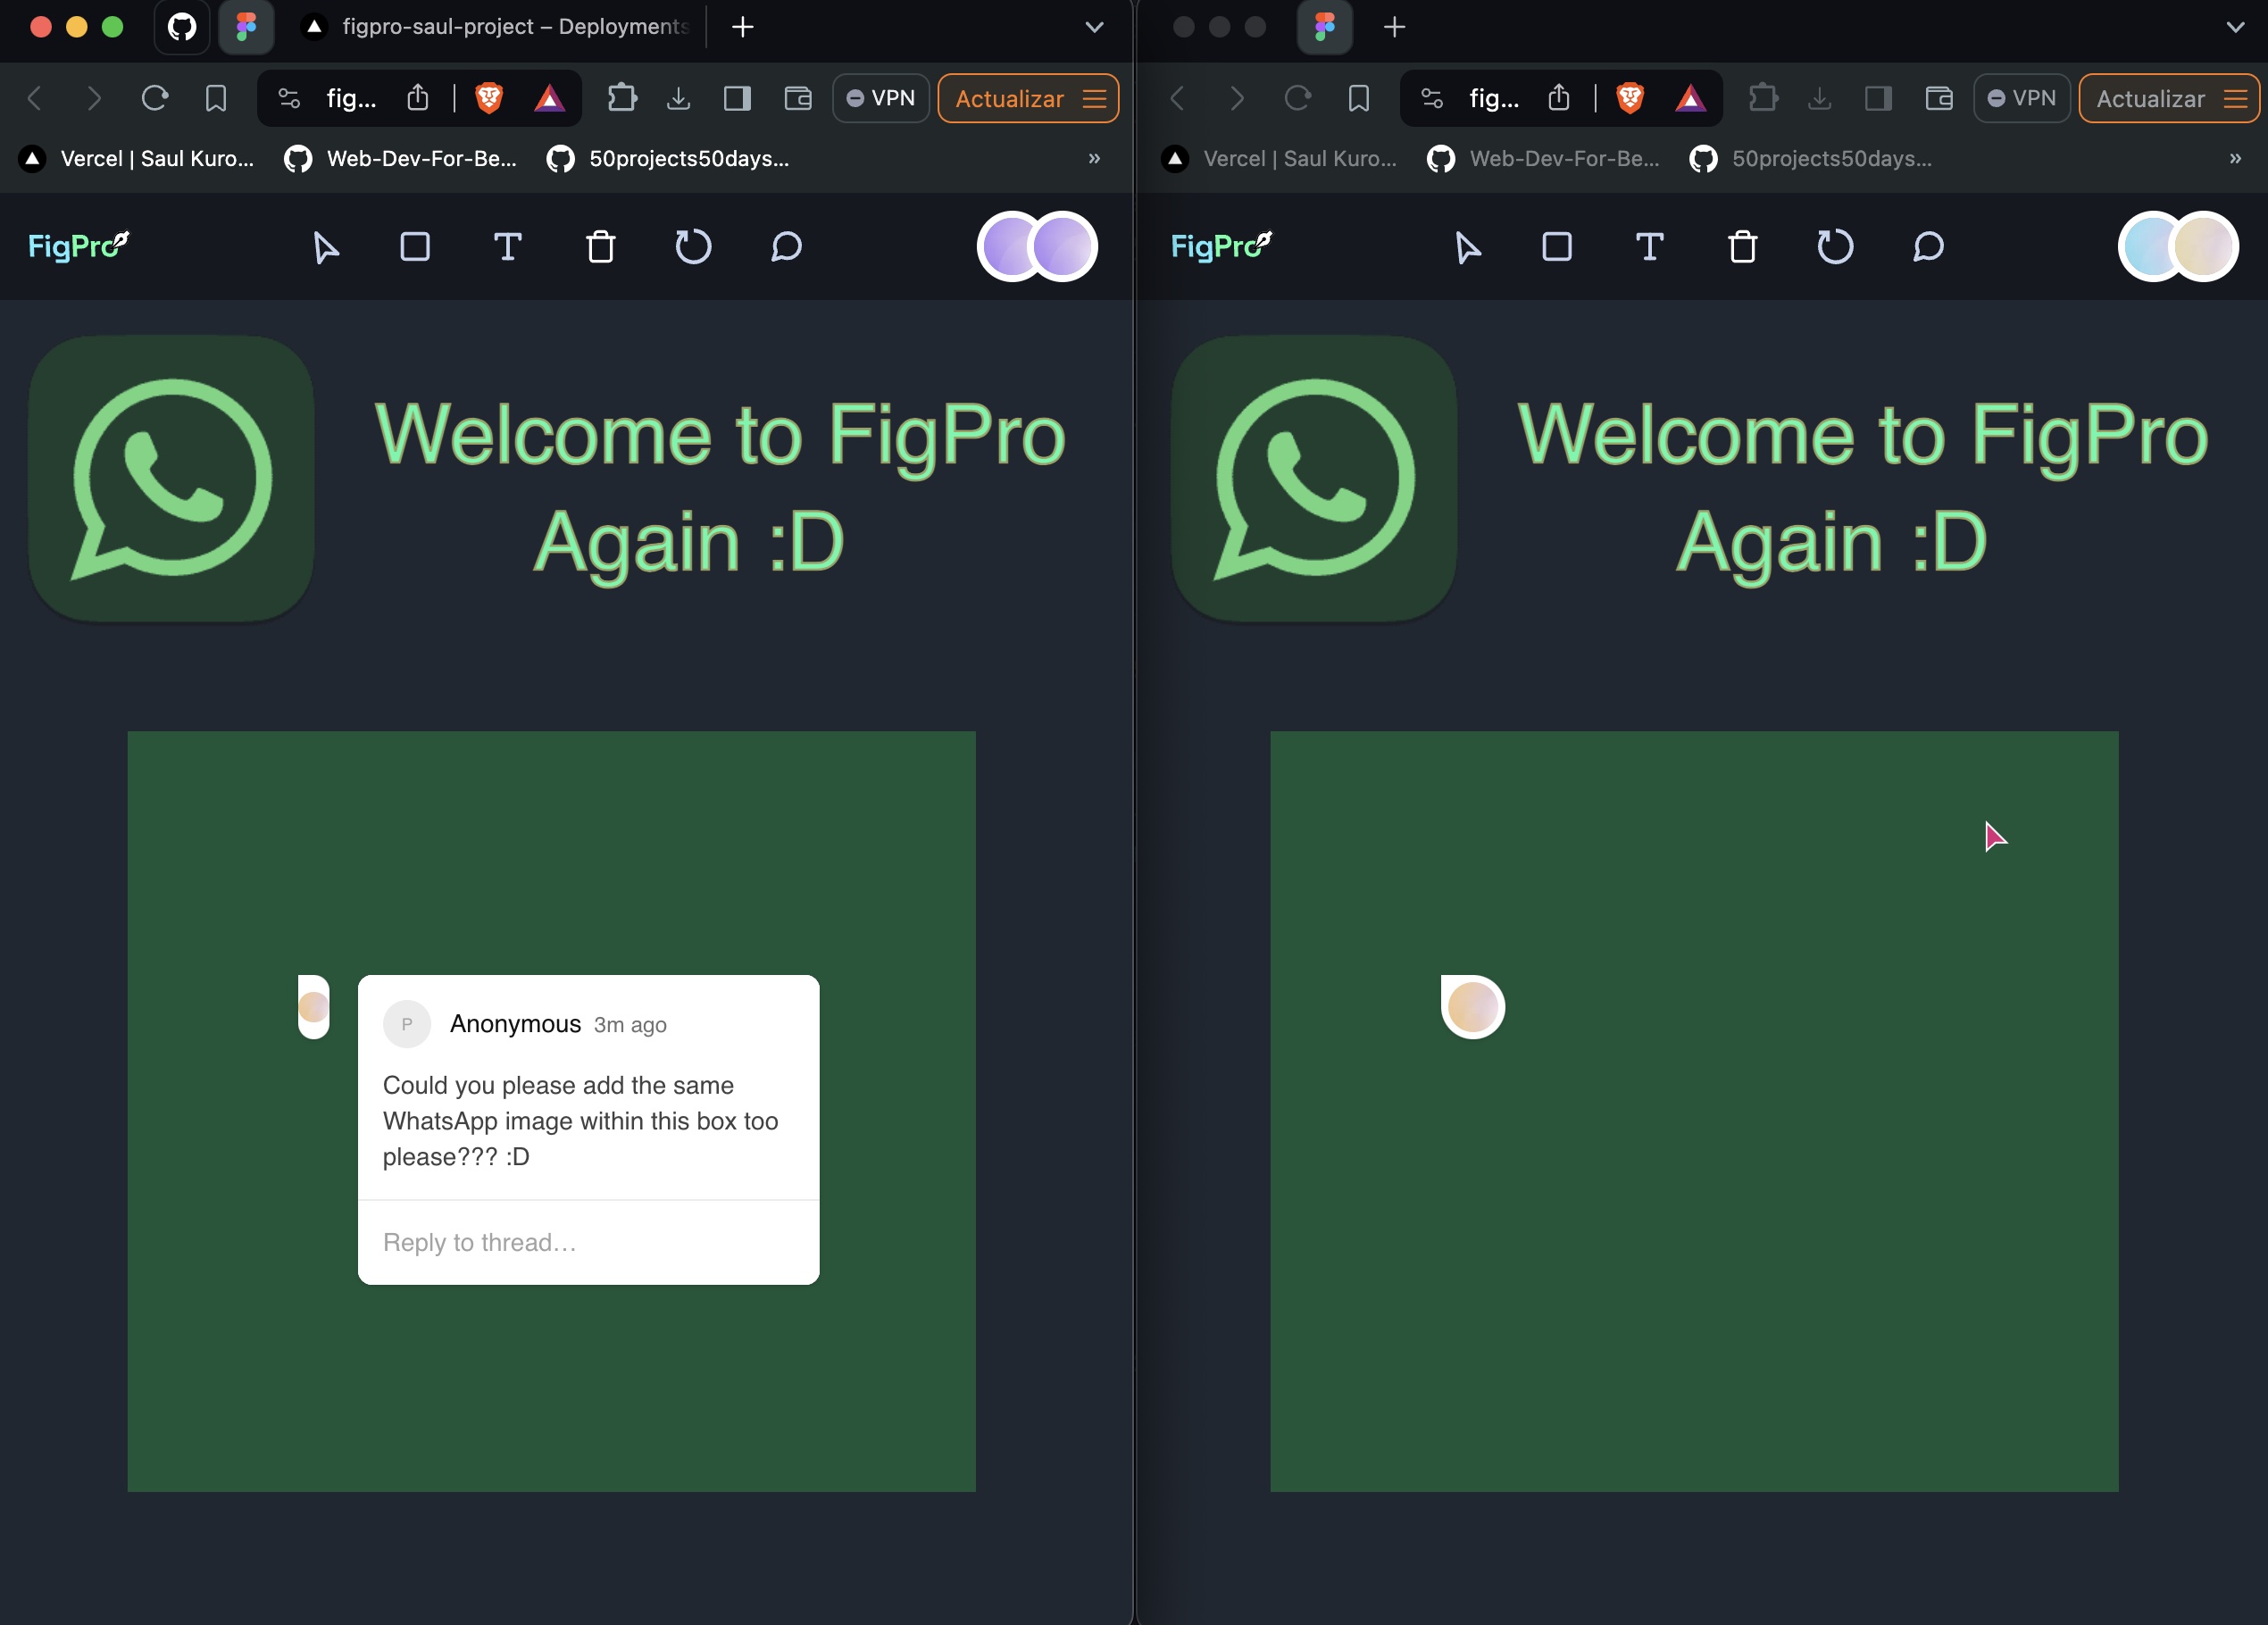 figpro-saul-project – Deployments
fig...
VPN
Actualizar
Vercel | Saul Kuro...
Web-Dev-For-Be...
50projects50days...
»
FigPro
T
Welcome to FigPro
Again :D
P
Anonymous 3m ago
Could you please add the same
WhatsApp image within this box too
please??? :D
Reply to thread…
fig...
VPN
Actualizar
Vercel | Saul Kuro...
Web-Dev-For-Be...
50projects50days...
»
FigPro
T
Welcome to FigPro
Again :D